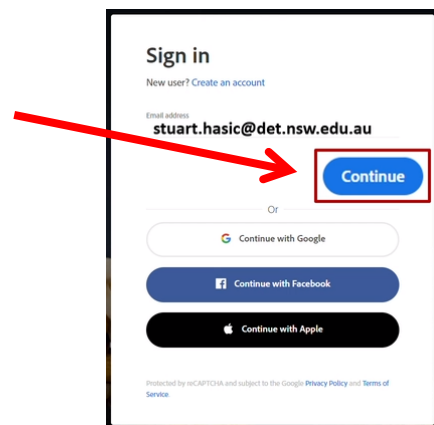 Sign in
New user? Create an account
Email address
stuart.hasic@det.nsw.edu.au
Continue
Or
Continue with Google
Continue with Facebook
Continue with Apple
Protected by reCAPTCHA and subject to the Google Privacy Policy and Terms of
Service.